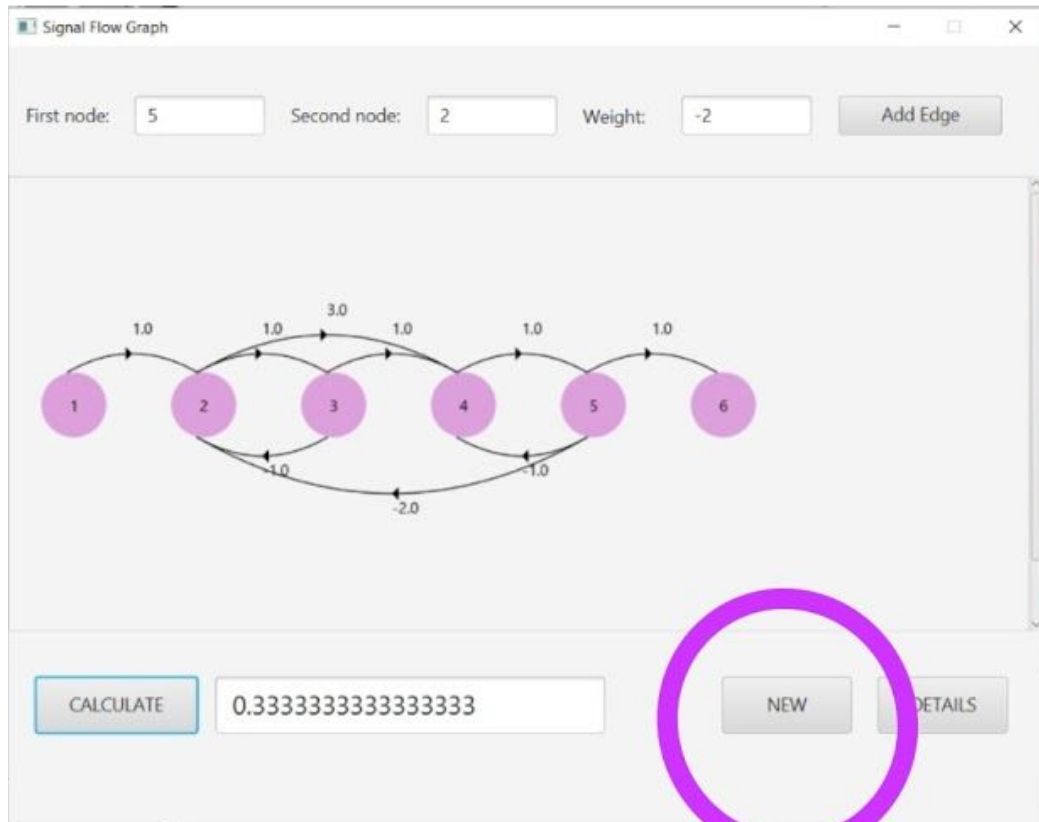 Signal Flow Graph
First node: 5 Second node: 2 Weight: -2 Add Edge
3.0
1.0 1.0 1.0 1.0 1.0
1 2 3 4 5 6
-1.0 -1.0
-2.0
CALCULATE 0.3333333333333333 NEW DETAILS